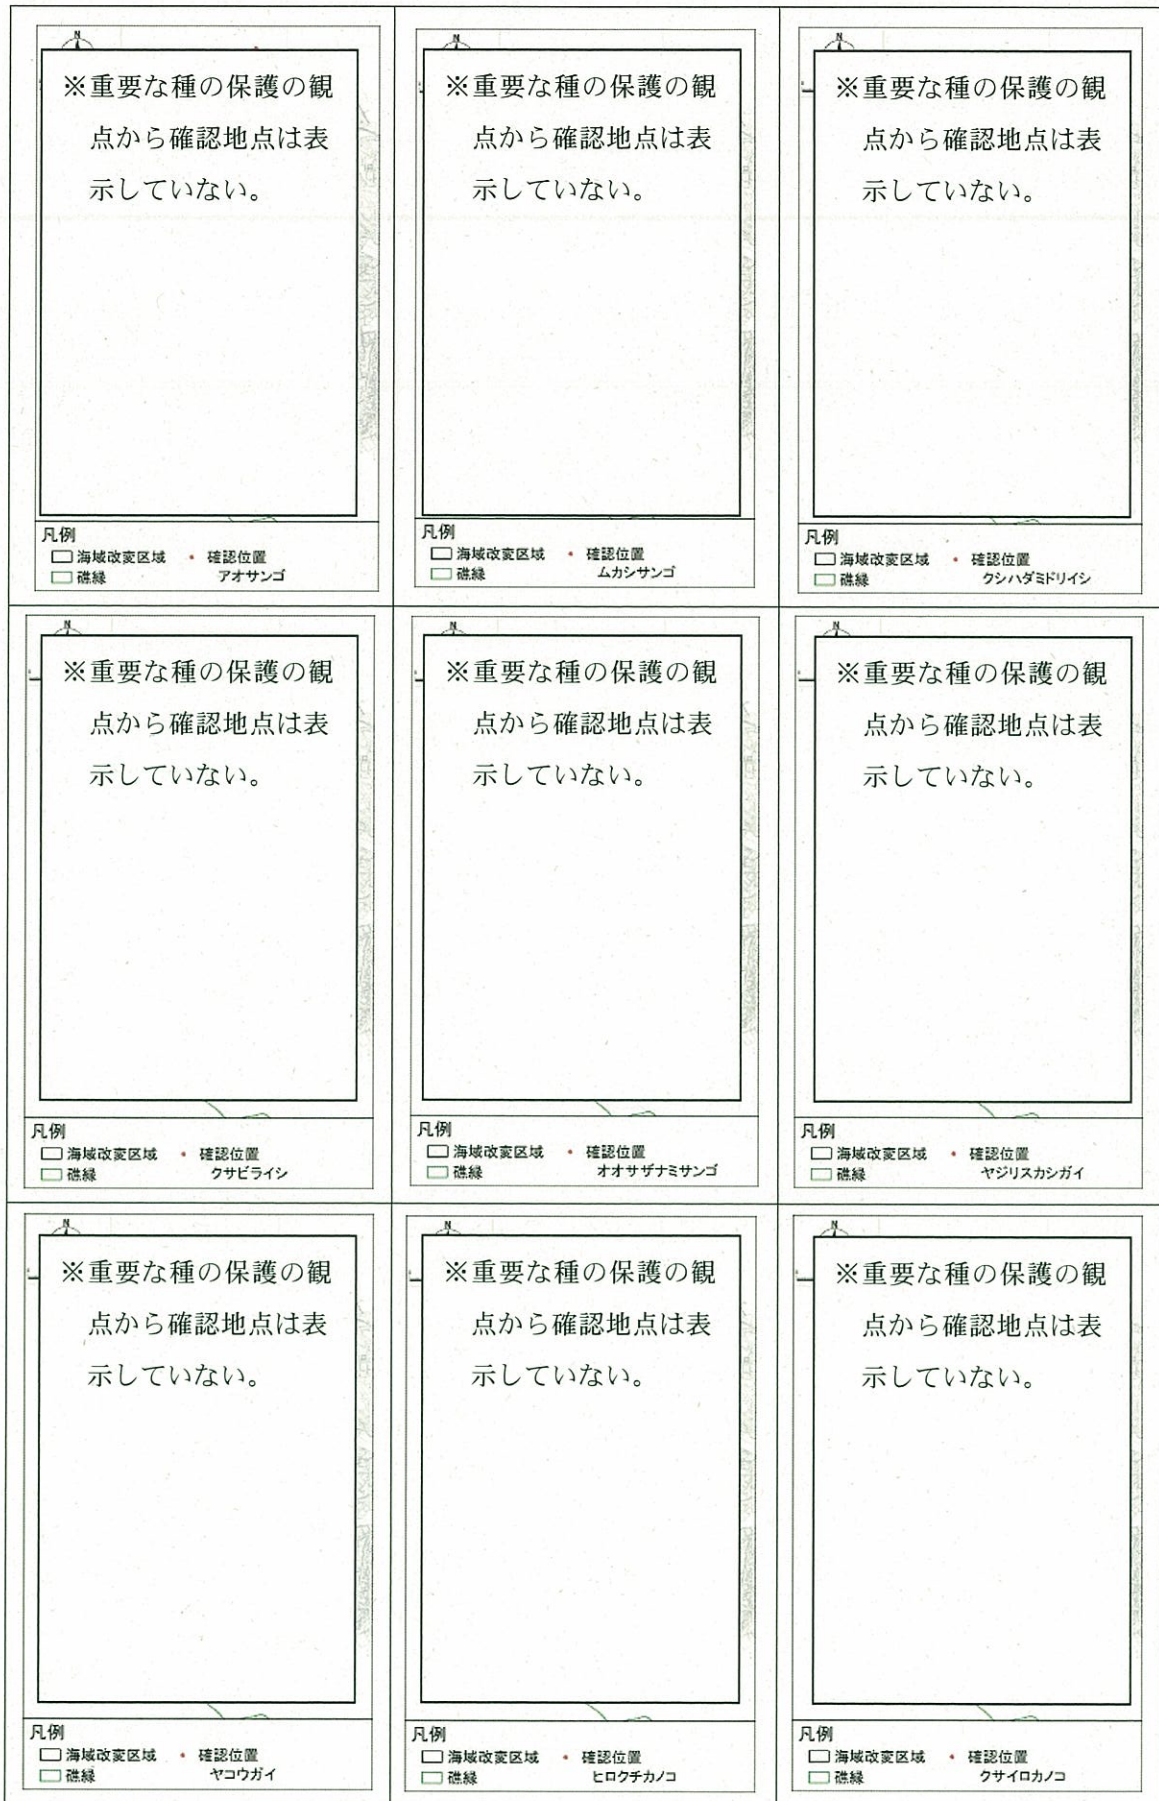 N
※重要な種の保護の観
点から確認地点は表
示していない。
凡例
海域改変区域 • 確認位置
礁縁 アオサンゴ
N
※重要な種の保護の観
点から確認地点は表
示していない。
凡例
海域改変区域 • 確認位置
礁縁 ムカシサンゴ
N
※重要な種の保護の観
点から確認地点は表
示していない。
凡例
海域改変区域 • 確認位置
礁縁 クシハダミドリイシ
N
※重要な種の保護の観
点から確認地点は表
示していない。
凡例
海域改変区域 • 確認位置
礁縁 クサビライシ
N
※重要な種の保護の観
点から確認地点は表
示していない。
凡例
海域改変区域 • 確認位置
礁縁 オオサザナミサンゴ
N
※重要な種の保護の観
点から確認地点は表
示していない。
凡例
海域改変区域 • 確認位置
礁縁 ヤジリスカシガイ
N
※重要な種の保護の観
点から確認地点は表
示していない。
凡例
海域改変区域 • 確認位置
礁縁 ヤコウガイ
N
※重要な種の保護の観
点から確認地点は表
示していない。
凡例
海域改変区域 • 確認位置
礁縁 ヒロクチカノコ
N
※重要な種の保護の観
点から確認地点は表
示していない。
凡例
海域改変区域 • 確認位置
礁縁 クサイロカノコ